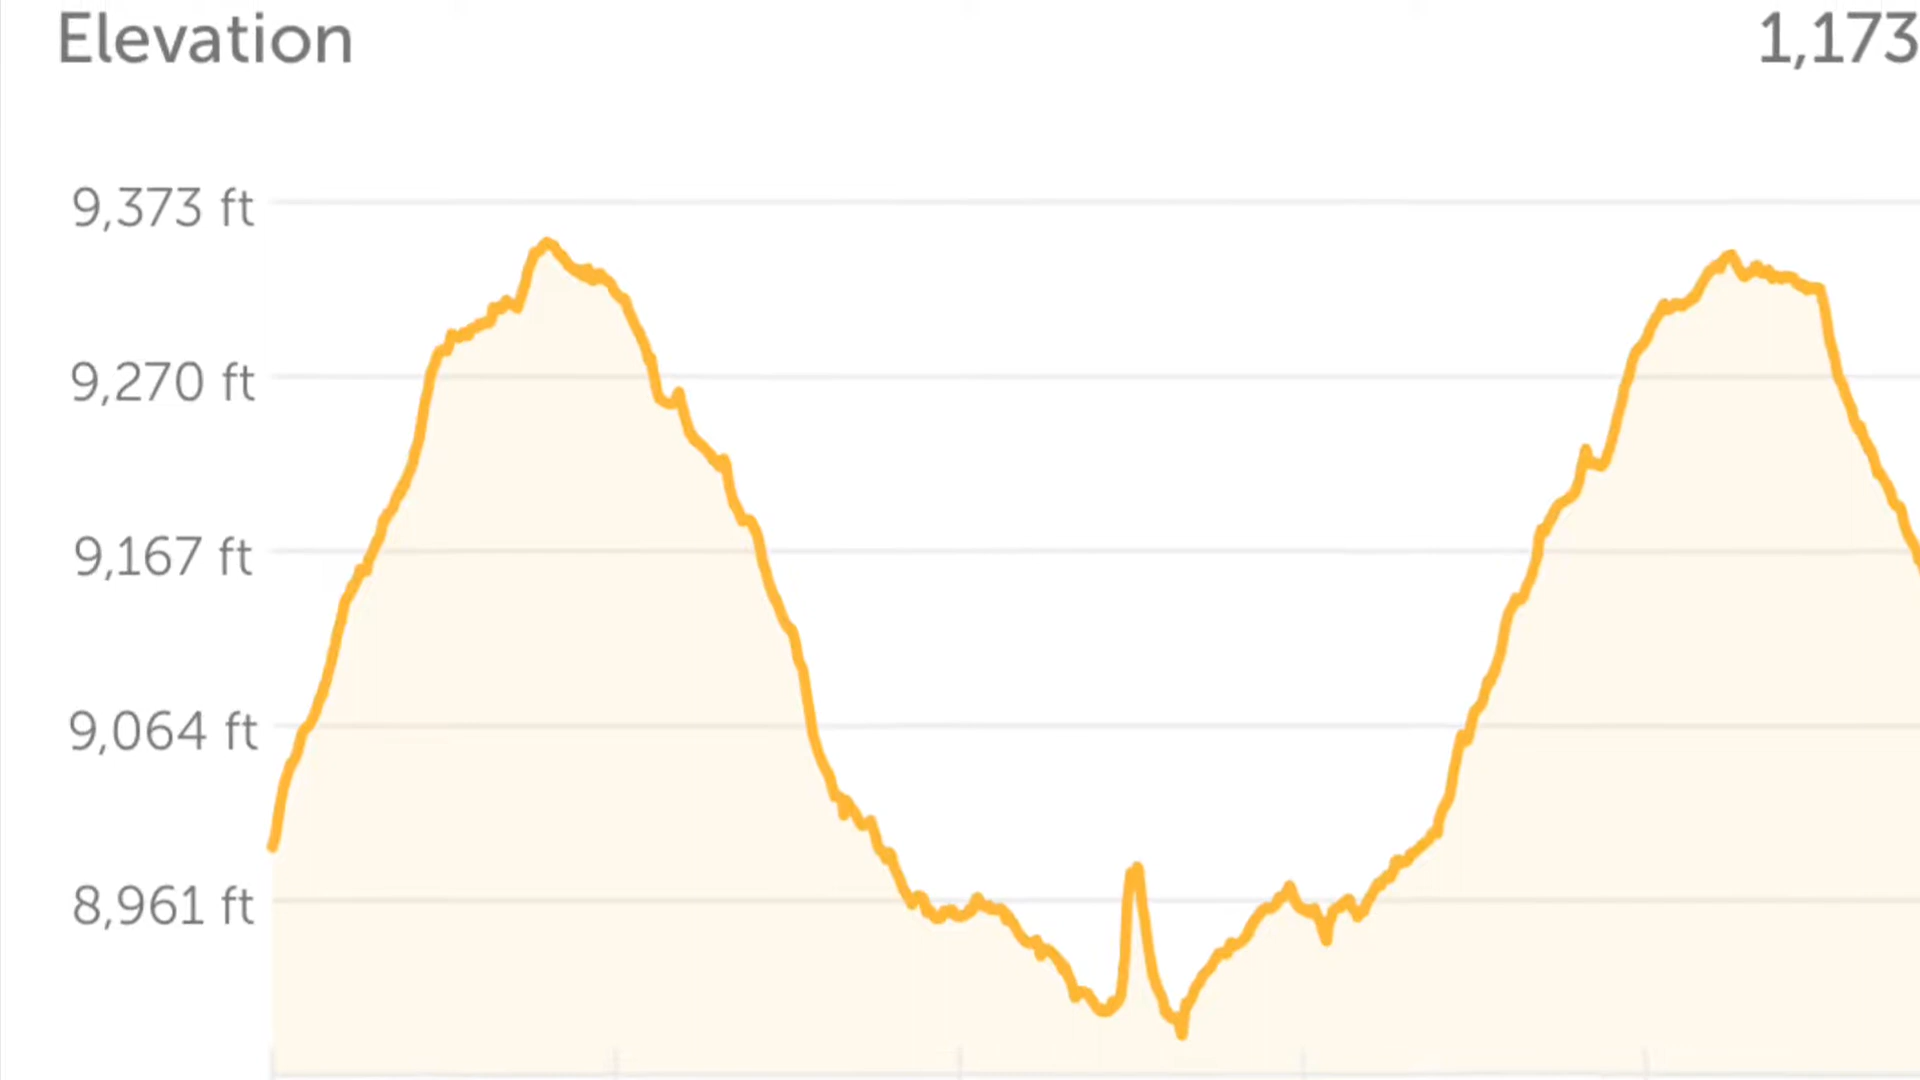 Elevation 1,173
9,373 ft
9,270 ft
9,167 ft
9,064 ft
8,961 ft